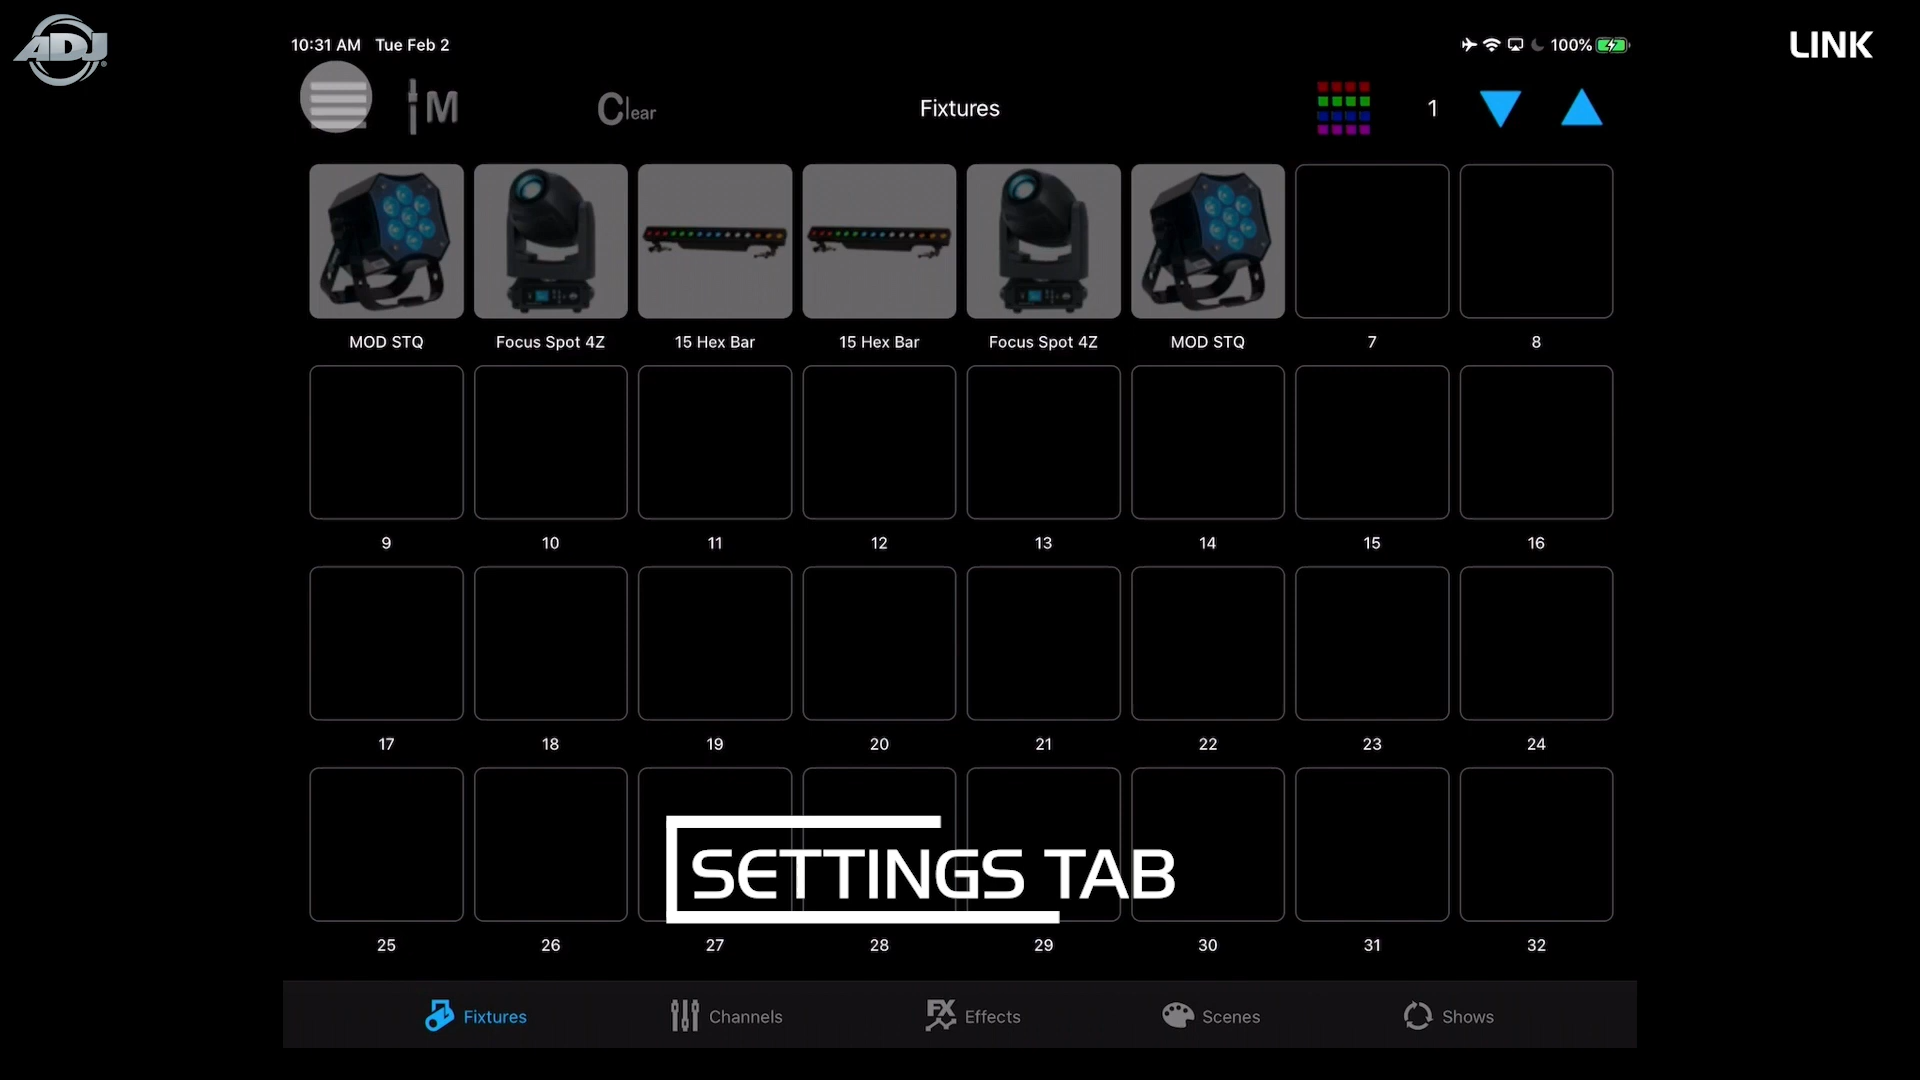 ADJ
10:31 AM Tue Feb 2
100%
LINK
M
Clear
Fixtures
1
MOD STQ
Focus Spot 4Z
15 Hex Bar
15 Hex Bar
Focus Spot 4Z
MOD STQ
7
8
9
10
11
12
13
14
15
16
17
18
19
20
21
22
23
24
SETTINGS TAB
25
26
27
28
29
30
31
32
Fixtures
FX
Channels
Effects
Scenes
Shows